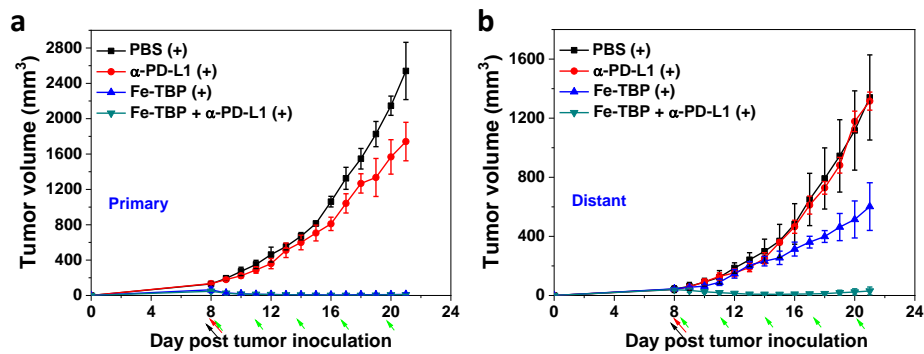 a
PBS (+)
α-PD-L1 (+)
Fe-TBP (+)
Fe-TBP + α-PD-L1 (+)
Primary
Tumor volume (mm³)
2800
2400
2000
1600
1200
800
400
0
0 4 8 12 16 20 24
Day post tumor inoculation
b
PBS (+)
α-PD-L1 (+)
Fe-TBP (+)
Fe-TBP + α-PD-L1 (+)
Distant
Tumor volume (mm³)
1600
1200
800
400
0
0 4 8 12 16 20 24
Day post tumor inoculation